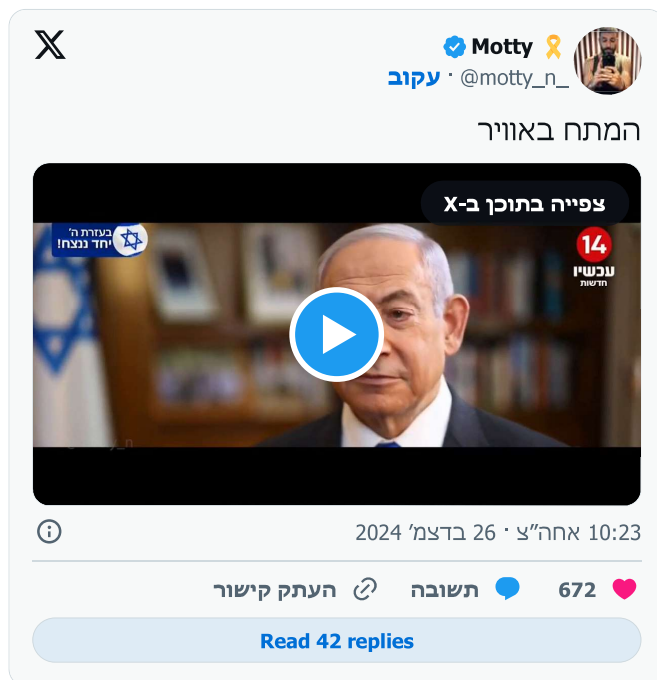 Motty 🎗
@motty_n_ · עקוב
המתח באוויר
צפייה בתוכן ב-X
בעזרת ה'
יחד ננצח!
14
עכשיו
חדשות
10:23 אחה״צ · 26 בדצמ׳ 2024
672 תשובה העתק קישור
Read 42 replies